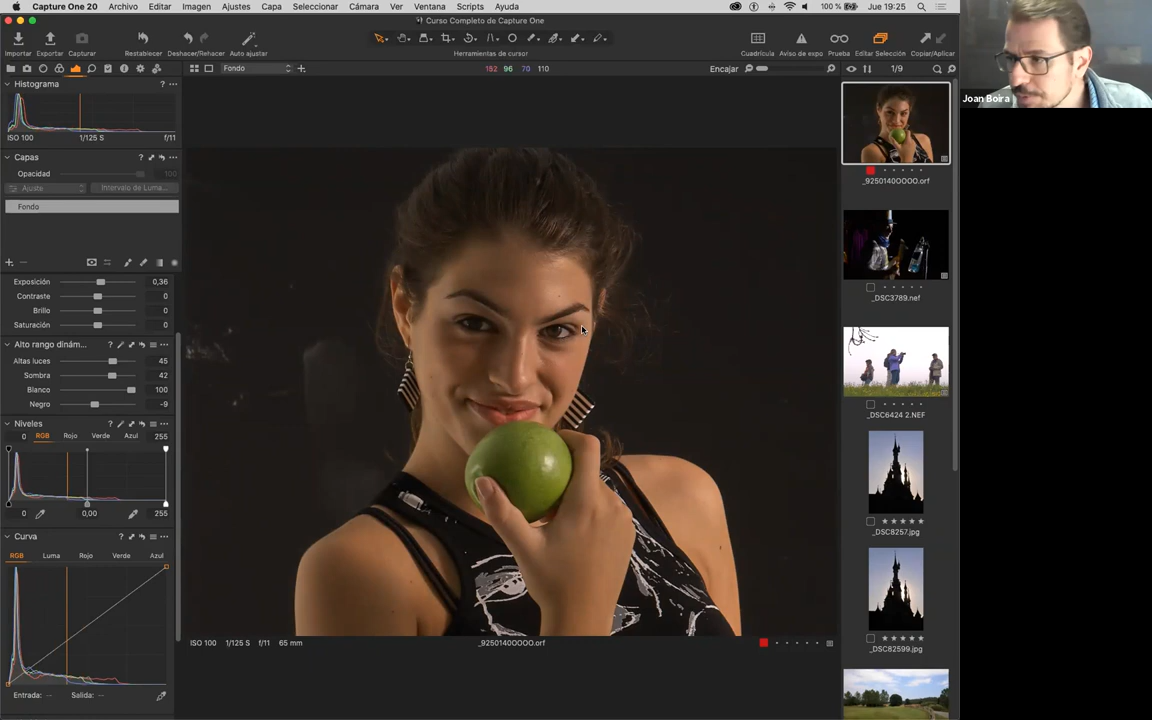 Capture One 20 Archivo Editar Imagen Ajustes Capa Seleccionar Cámara Ver Ventana Scripts Ayuda 100 % Jue 19:25
Curso Completo de Capture One
Importar Exportar Capturar Restablecer Deshacer/Rehacer Auto ajustar Herramientas de cursor Cuadrícula Aviso de expo Prueba Editar Selección Copiar/Aplicar
Fondo 182 96 70 110 Encajar 1/9
Histograma ? ...
ISO 100 1/125 S f/11
Capas ? ...
Opacidad 100
Ajuste Intervalo de Luma...
Fondo
Exposición 0,36
Contraste 0
Brillo 0
Saturación 0
Alto rango dinám... ? ...
Altas luces 45
Sombra 42
Blanco 100
Negro -9
Niveles ? ...
0 RGB Rojo Verde Azul 255
0 0,00 255
Curva ? ...
RGB Luma Rojo Verde Azul
Entrada: -- Salida: --
ISO 100 1/125 S f/11 65 mm _9250140OOOO.orf
_9250140OOOO.orf
_DSC3789.nef
_DSC6424 2.NEF
_DSC8257.jpg
_DSC82599.jpg
Joan Boira